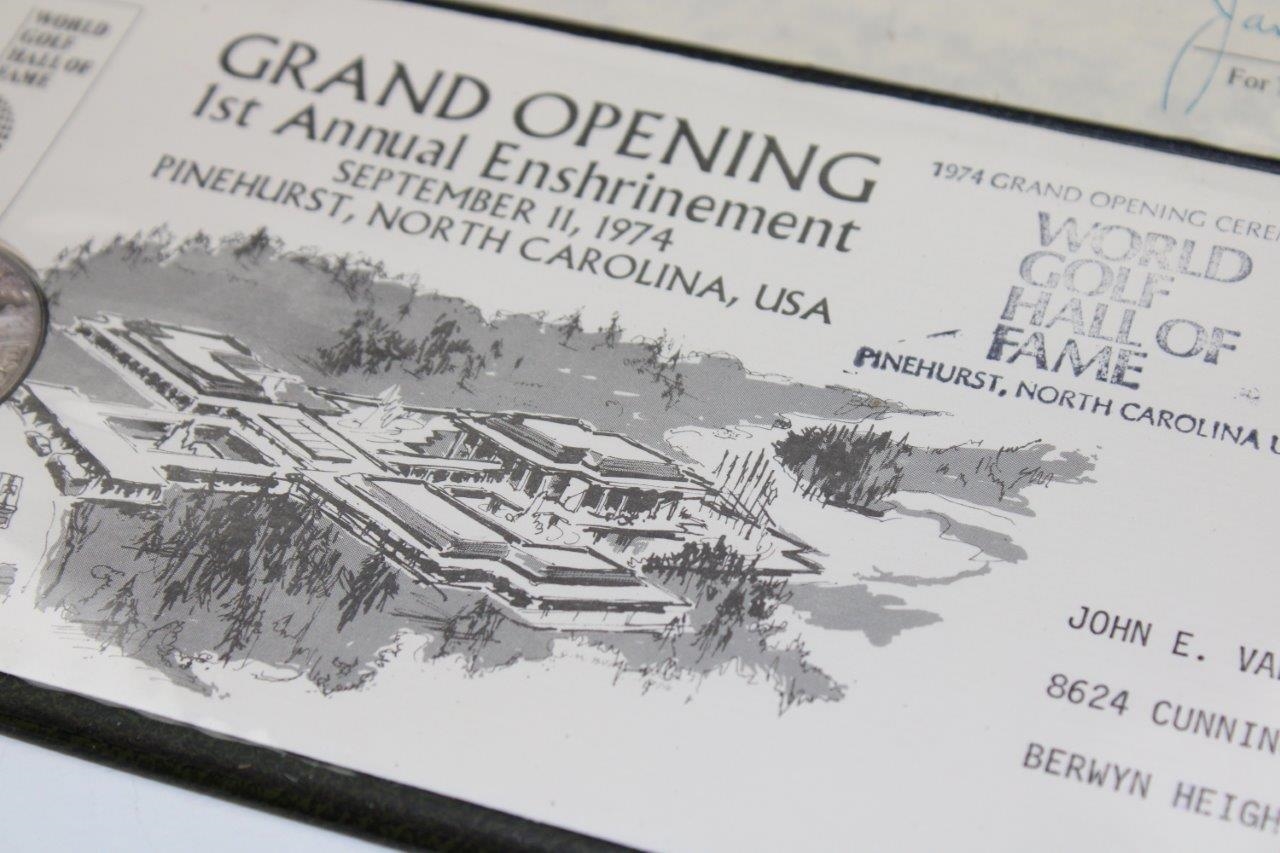 WORLD
GOLF
HALL OF
FAME
GRAND OPENING
1st Annual Enshrinement
SEPTEMBER 11, 1974
PINEHURST, NORTH CAROLINA, USA
1974 GRAND OPENING
WORLD
GOLF
HALL OF
FAME
PINEHURST, NORTH CAROLINA
JOHN E.
8624
BERWYN
For